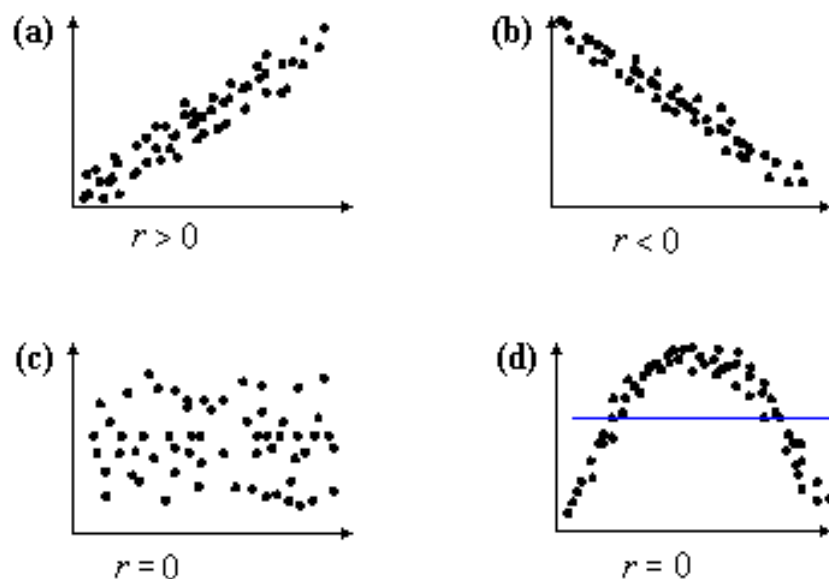 (a)
r > 0
(b)
r < 0
(c)
r = 0
(d)
r = 0